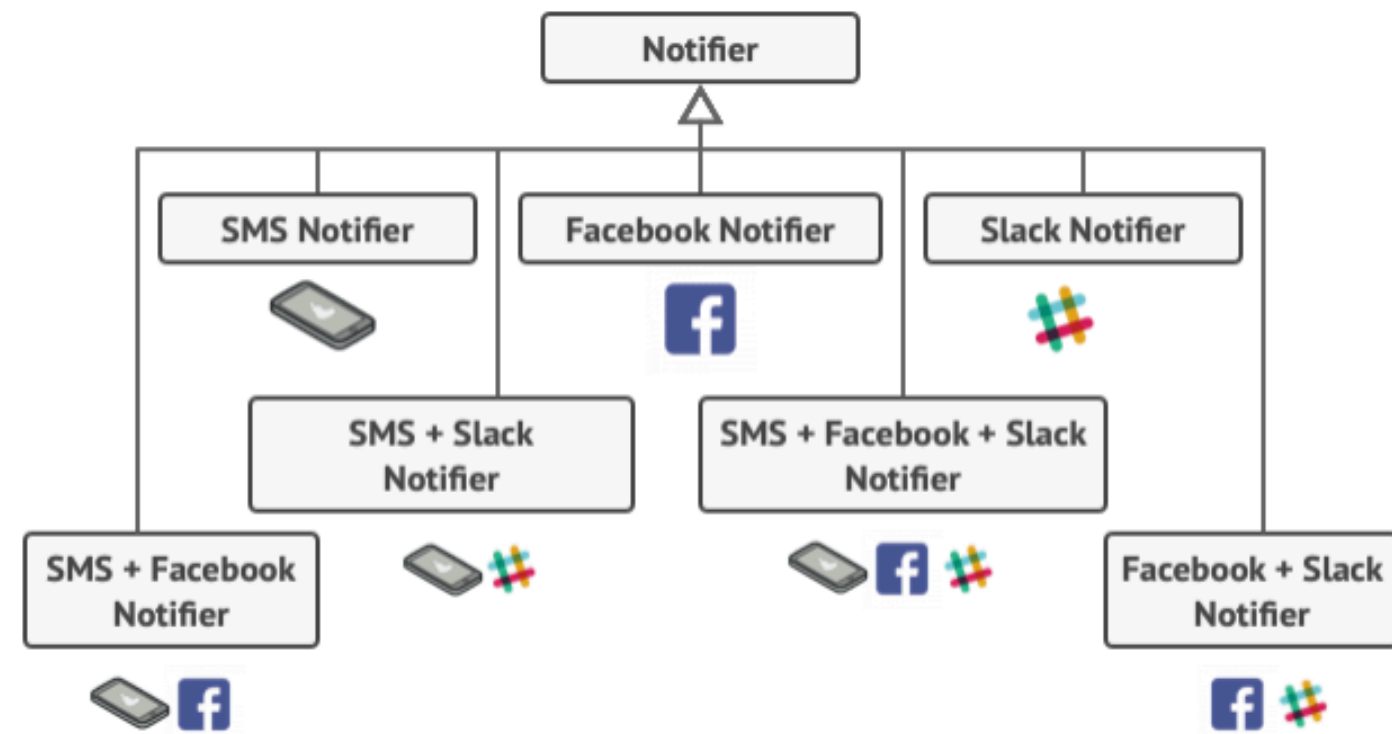 Notifier
SMS Notifier
Facebook Notifier
Slack Notifier
SMS + Slack
Notifier
SMS + Facebook + Slack
Notifier
SMS + Facebook
Notifier
Facebook + Slack
Notifier